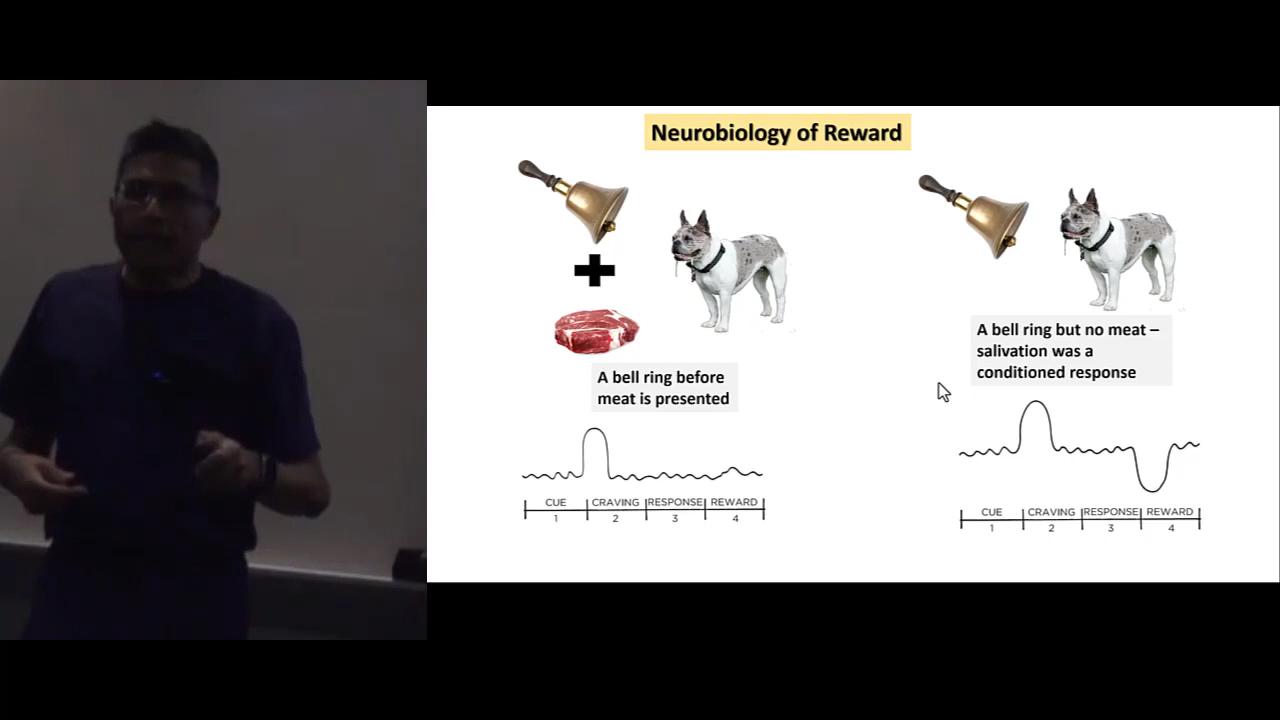 Neurobiology of Reward
A bell ring before
meat is presented
CUE CRAVING RESPONSE REWARD
1 2 3 4
A bell ring but no meat –
salivation was a
conditioned response
CUE CRAVING RESPONSE REWARD
1 2 3 4